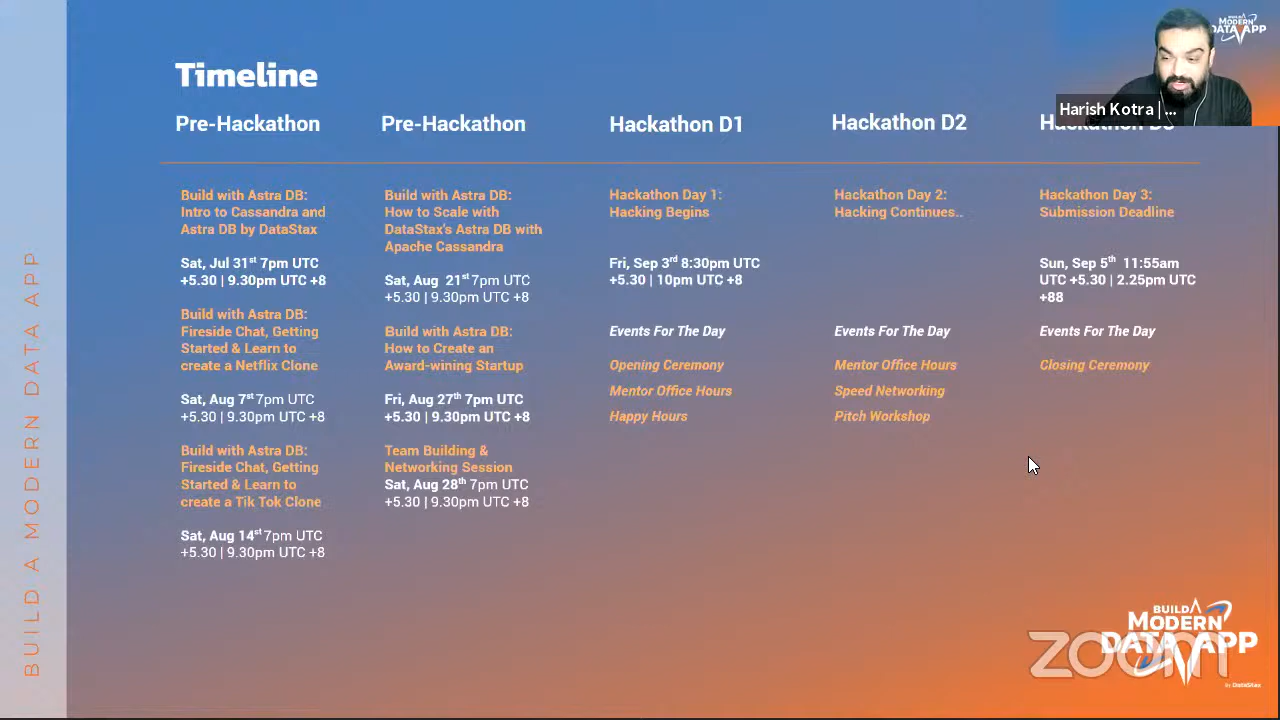 BUILD A MODERN DATA APP
Timeline
Pre-Hackathon
Build with Astra DB:
Intro to Cassandra and
Astra DB by DataStax
Sat, Jul 31st 7pm UTC
+5.30 | 9.30pm UTC +8
Build with Astra DB:
Fireside Chat, Getting
Started & Learn to
create a Netflix Clone
Sat, Aug 7st 7pm UTC
+5.30 | 9.30pm UTC +8
Build with Astra DB:
Fireside Chat, Getting
Started & Learn to
create a Tik Tok Clone
Sat, Aug 14st 7pm UTC
+5.30 | 9.30pm UTC +8
Pre-Hackathon
Build with Astra DB:
How to Scale with
DataStax's Astra DB with
Apache Cassandra
Sat, Aug 21st 7pm UTC
+5.30 | 9.30pm UTC +8
Build with Astra DB:
How to Create an
Award-wining Startup
Fri, Aug 27th 7pm UTC
+5.30 | 9.30pm UTC +8
Team Building &
Networking Session
Sat, Aug 28th 7pm UTC
+5.30 | 9.30pm UTC +8
Hackathon D1
Hackathon Day 1:
Hacking Begins
Fri, Sep 3rd 8:30pm UTC
+5.30 | 10pm UTC +8
Events For The Day
Opening Ceremony
Mentor Office Hours
Happy Hours
Hackathon D2
Hackathon Day 2:
Hacking Continues..
Events For The Day
Mentor Office Hours
Speed Networking
Pitch Workshop
Hackathon Day 3:
Submission Deadline
Sun, Sep 5th 11:55am
UTC +5.30 | 2.25pm UTC
+88
Events For The Day
Closing Ceremony
BUILD A
MODERN
DATA APP
Harish Kotra | ...
BUILD A
MODERN
DATA APP
by DataStax
zoom